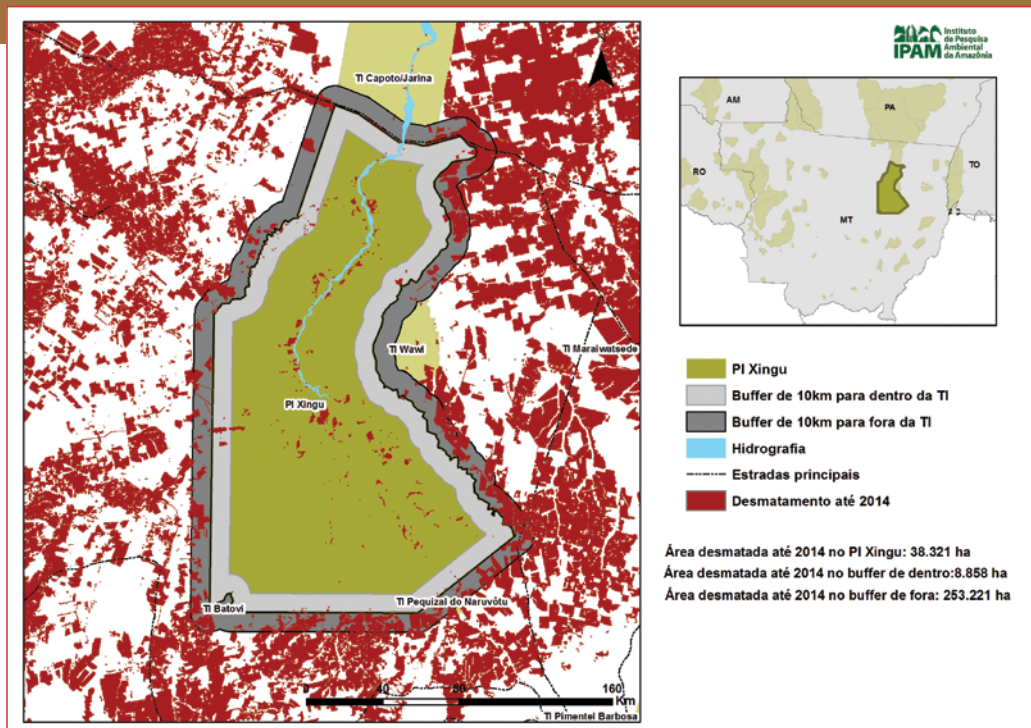 TI Capoto/Jarina
TI Wawi
TI Maraiwatsede
PI Xingu
TI Batovi
TI Pequizal do Naruvôtu
0 40 80 160
Km
TI Pimentel Barbosa
IPAM
Instituto
de Pesquisa
Ambiental
da Amazônia
AM
PA
RO
TO
MT
PI Xingu
Buffer de 10km para dentro da TI
Buffer de 10km para fora da TI
Hidrografia
Estradas principais
Desmatamento até 2014
Área desmatada até 2014 no PI Xingu: 38.321 ha
Área desmatada até 2014 no buffer de dentro:8.858 ha
Área desmatada até 2014 no buffer de fora: 253.221 ha